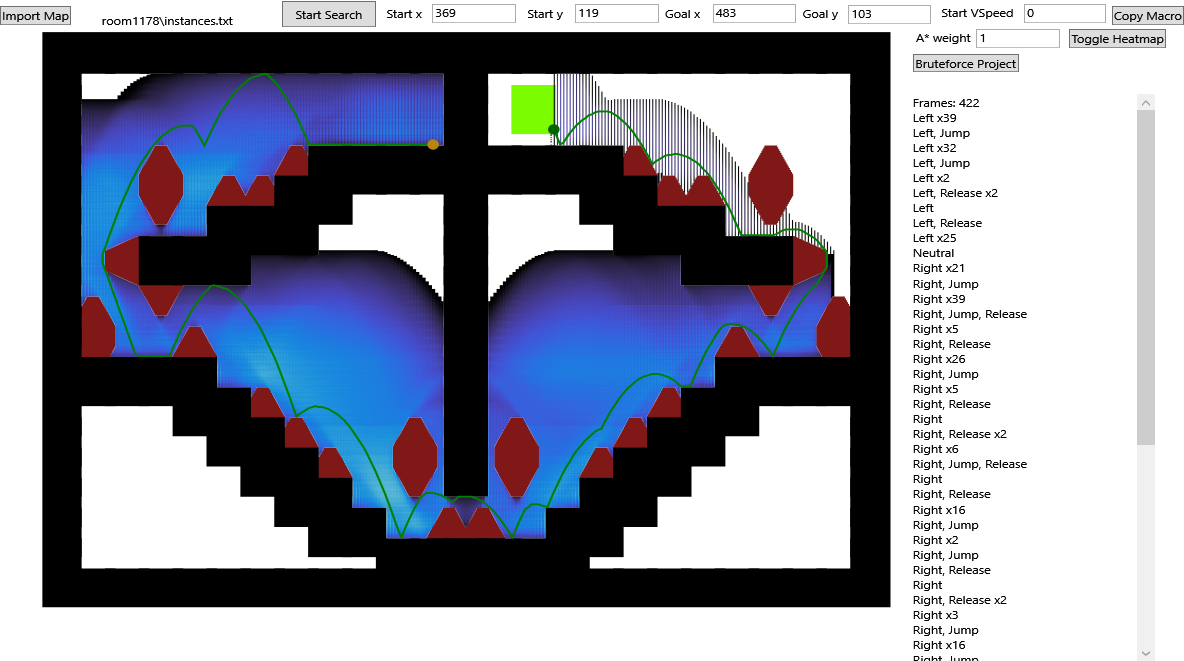 Import Map
room1178\instances.txt
Start Search
Start x 369
Start y 119
Goal x 483
Goal y 103
Start VSpeed 0
Copy Macro
A* weight 1
Toggle Heatmap
Bruteforce Project
Frames: 422
Left x39
Left, Jump
Left x32
Left, Jump
Left x2
Left, Release x2
Left
Left, Release
Left x25
Neutral
Right x21
Right, Jump
Right x39
Right, Jump, Release
Right x5
Right, Release
Right x26
Right, Jump
Right x5
Right, Release
Right
Right, Release x2
Right x6
Right, Jump, Release
Right
Right, Release
Right x16
Right, Jump
Right x2
Right, Jump
Right, Release
Right
Right, Release x2
Right x3
Right, Jump
Right x16
Right, Jump